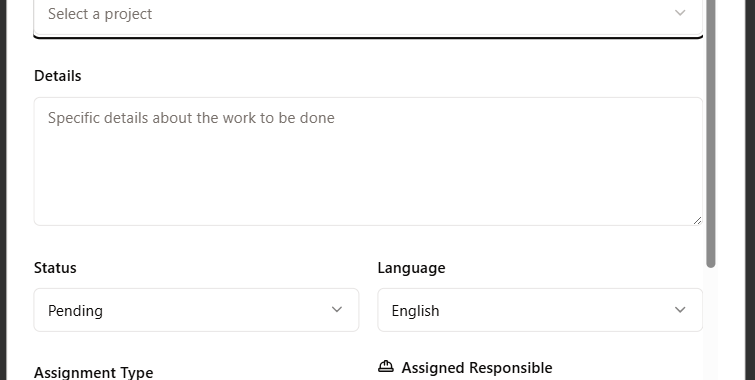 Select a project
Details
Specific details about the work to be done
Status
Language
Pending
English
Assignment Type
Assigned Responsible